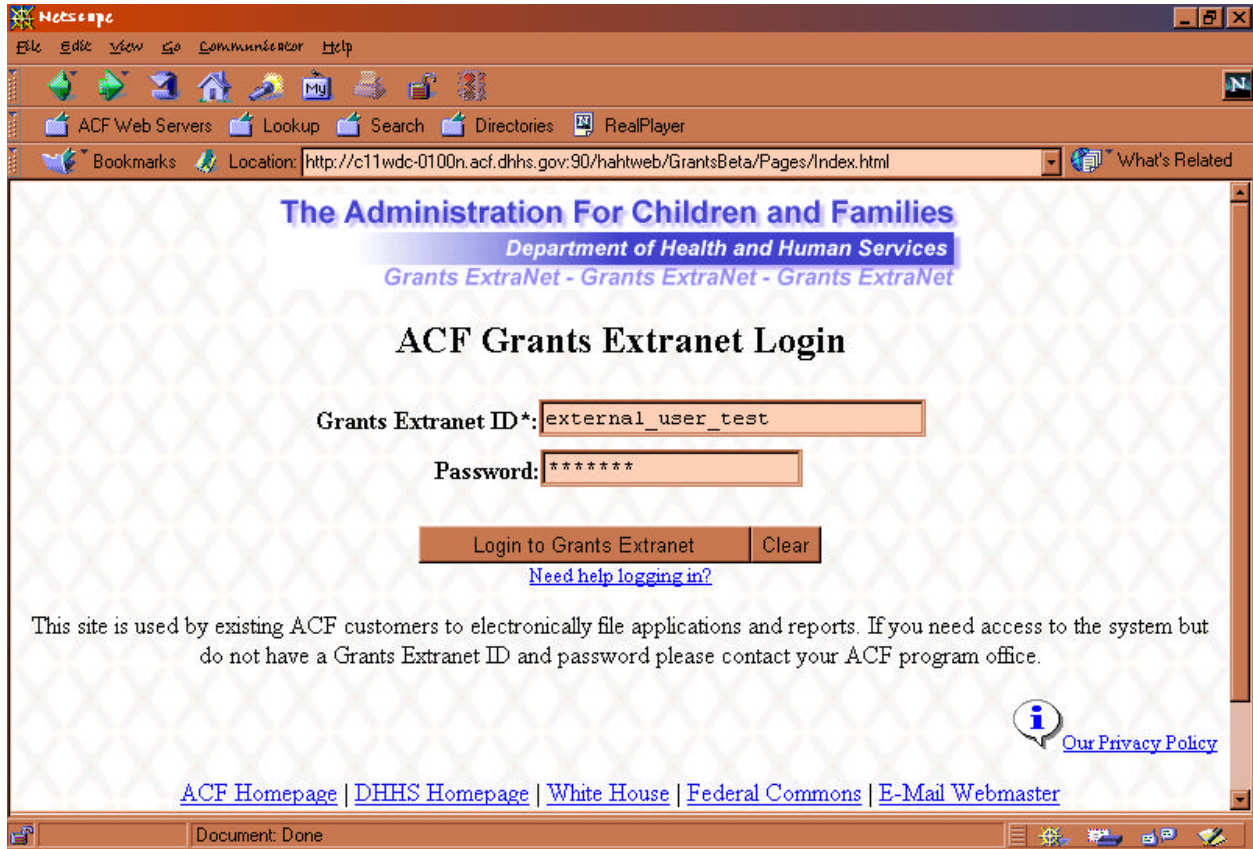 Netscape
File Edit View Go Communicator Help
My
N
ACF Web Servers Lookup Search Directories RealPlayer
Bookmarks Location: http://c11wdc-0100n.acf.dhhs.gov:90/hahtweb/GrantsBeta/Pages/Index.html What's Related
The Administration For Children and Families
Department of Health and Human Services
Grants ExtraNet - Grants ExtraNet - Grants ExtraNet
ACF Grants Extranet Login
Grants Extranet ID*: external_user_test
Password: *******
Login to Grants Extranet Clear
Need help logging in?
This site is used by existing ACF customers to electronically file applications and reports. If you need access to the system but
do not have a Grants Extranet ID and password please contact your ACF program office.
i
Our Privacy Policy
ACF Homepage | DHHS Homepage | White House | Federal Commons | E-Mail Webmaster
Document: Done